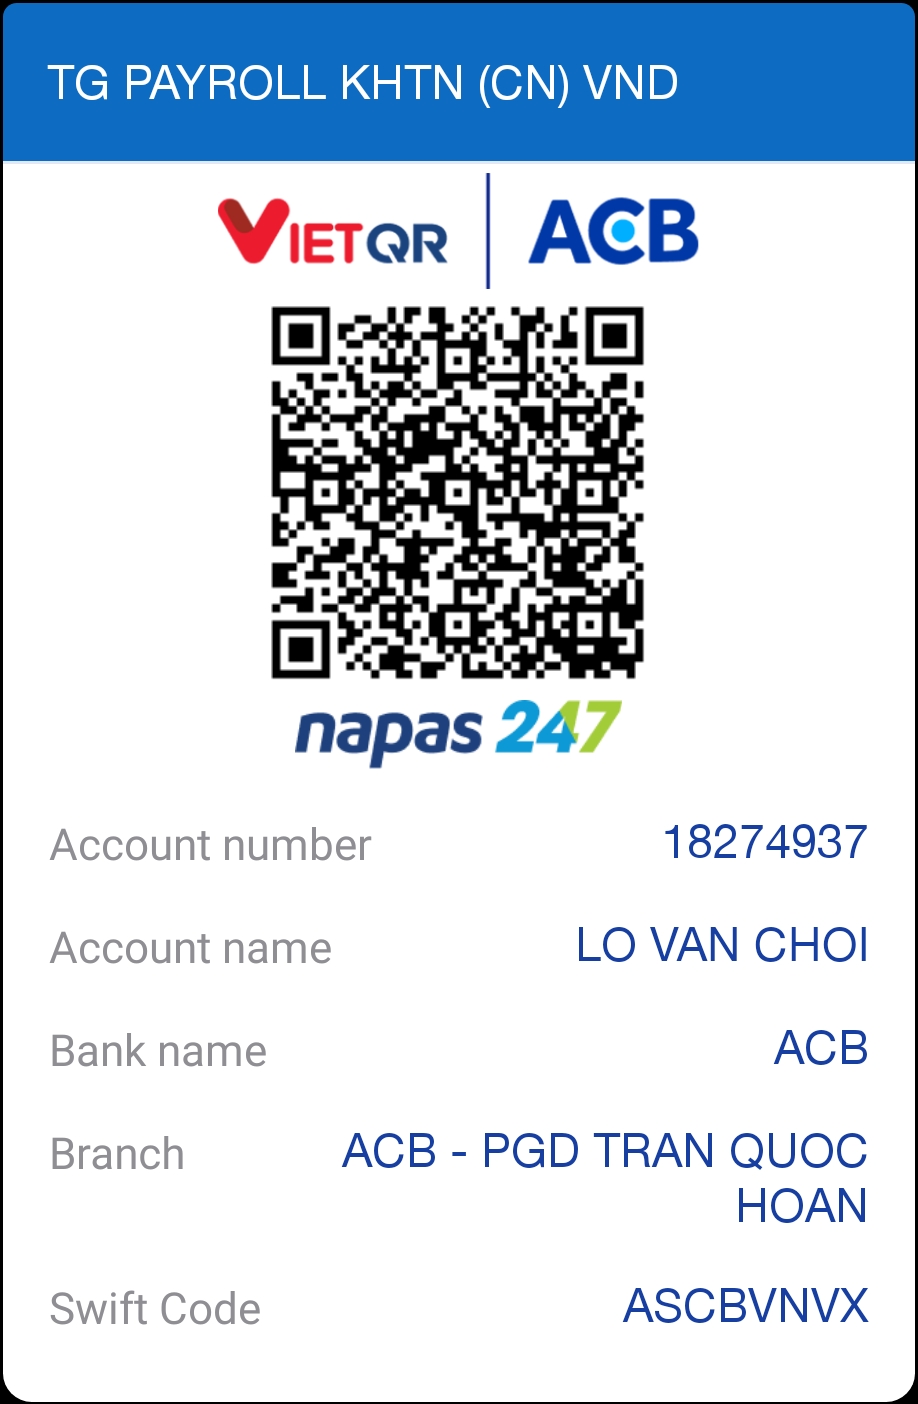 TG PAYROLL KHTN (CN) VND
VIETQR ACB
napas 247
Account number 18274937
Account name LO VAN CHOI
Bank name ACB
Branch ACB - PGD TRAN QUOC
HOAN
Swift Code ASCBVNVX